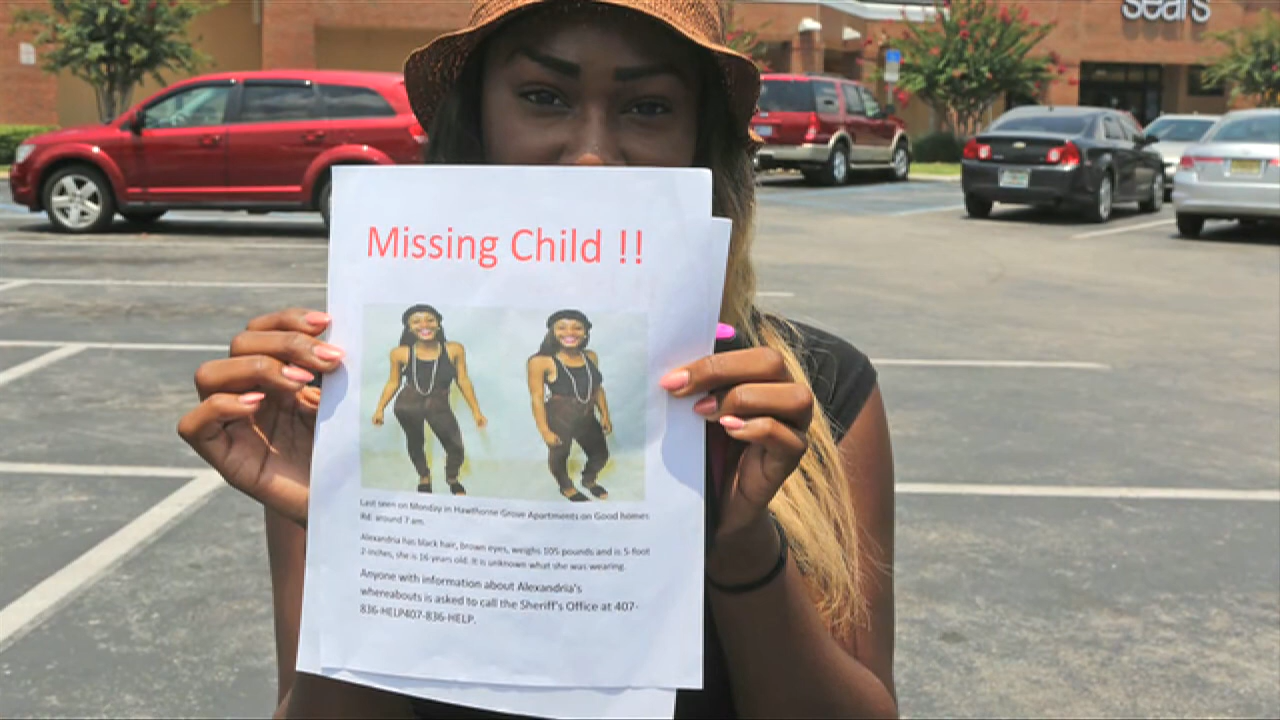 sears
Missing Child !!
Last seen on Monday in Hawthorne Grove Apartments on Good homes
Rd. around 7 am.
Alexandria has black hair, brown eyes, weighs 105 pounds and is 5-foot
2-inches, she is 16 years old. It is unknown what she was wearing.
Anyone with information about Alexandria's
whereabouts is asked to call the Sheriff's Office at 407-
836-HELP407-836-HELP.